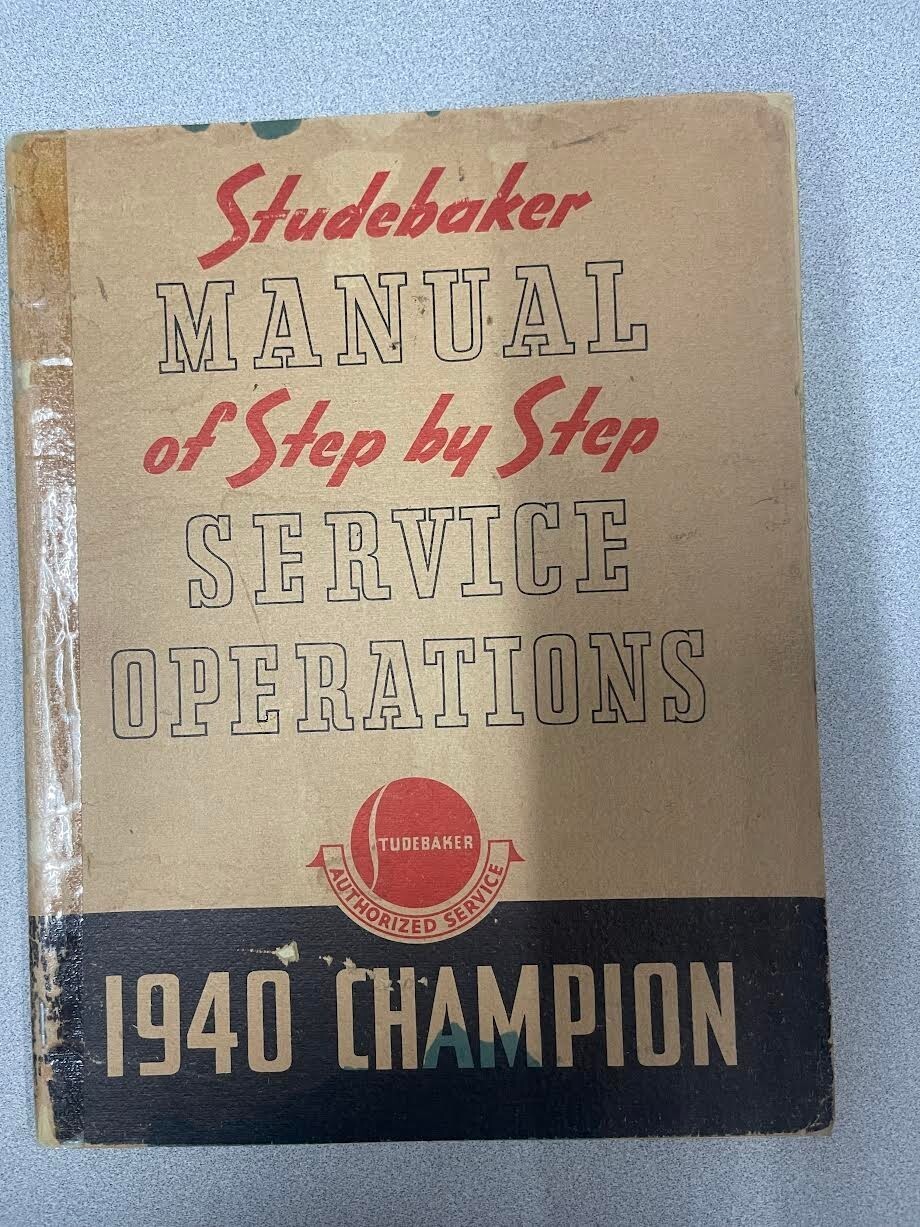 Studebaker
MANUAL
of Step by Step
SERVICE
OPERATIONS
STUDEBAKER
AUTHORIZED SERVICE
1940 CHAMPION